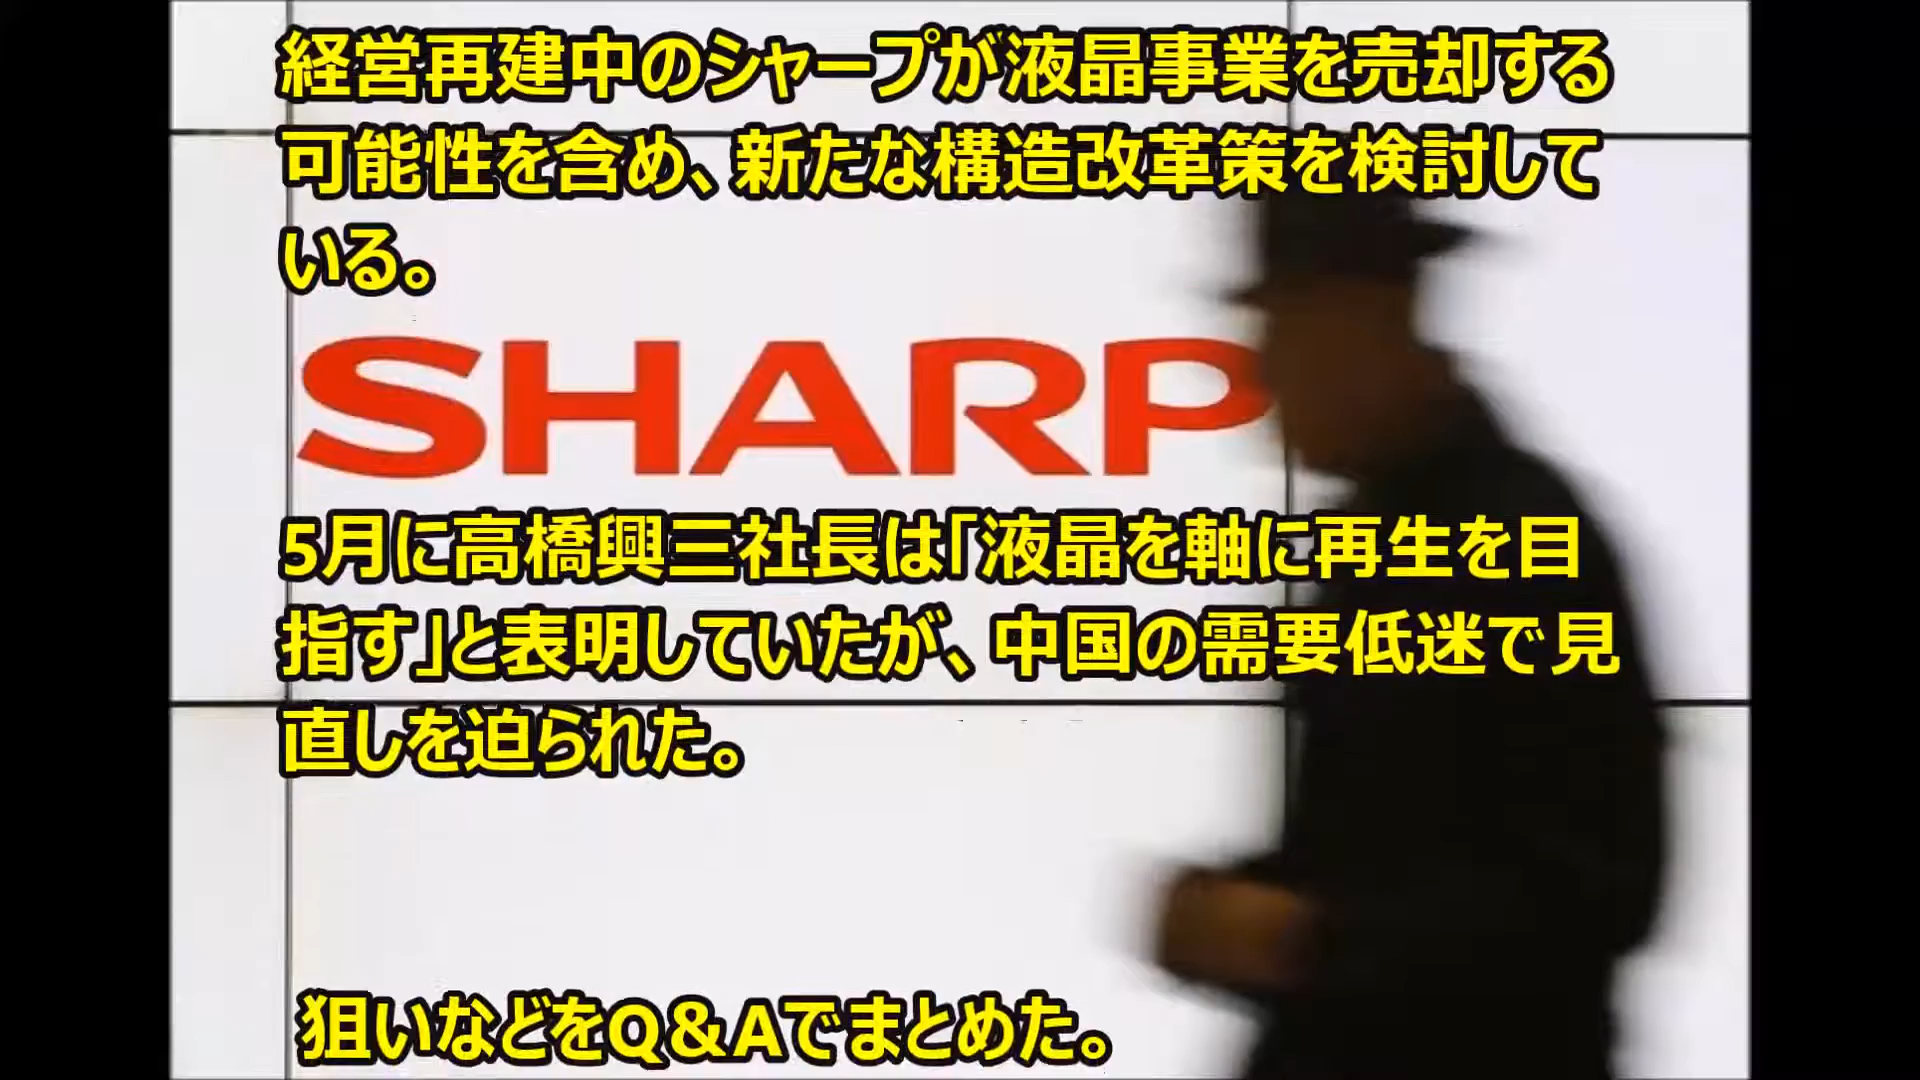 経営再建中のシャープが液晶事業を売却する
可能性を含め、新たな構造改革策を検討して
いる。
SHARP
5月に高橋興三社長は「液晶を軸に再生を目
指す」と表明していたが、中国の需要低迷で見
直しを迫られた。
狙いなどをQ&Aでまとめた。